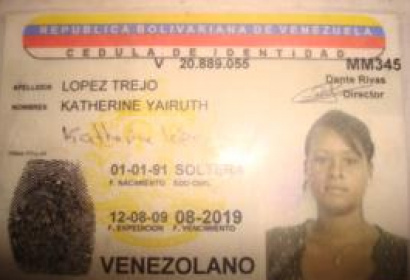 REPUBLICA BOLIVARIANA DE VENEZUELA
CEDULA DE IDENTIDAD
V 20.889.055 MM345
APELLIDOS LOPEZ TREJO Dante Rivas
Director
NOMBRES KATHERINE YAIRUTH
Katherine
01-01-91 SOLTERA
F. NACIMIENTO EDO. CIVIL
12-08-09 08-2019
F. EXPEDICION F. VENCIMIENTO
VENEZOLANO